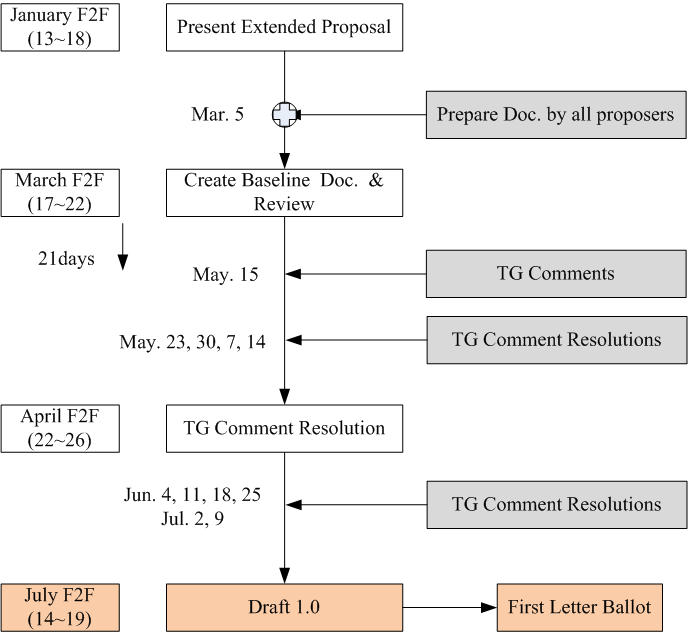 January F2F
(13~18)
Present Extended Proposal
Mar. 5
Prepare Doc. by all proposers
March F2F
(17~22)
Create Baseline Doc. &
Review
21days
May. 15
TG Comments
May. 23, 30, 7, 14
TG Comment Resolutions
April F2F
(22~26)
TG Comment Resolution
Jun. 4, 11, 18, 25
Jul. 2, 9
TG Comment Resolutions
July F2F
(14~19)
Draft 1.0
First Letter Ballot